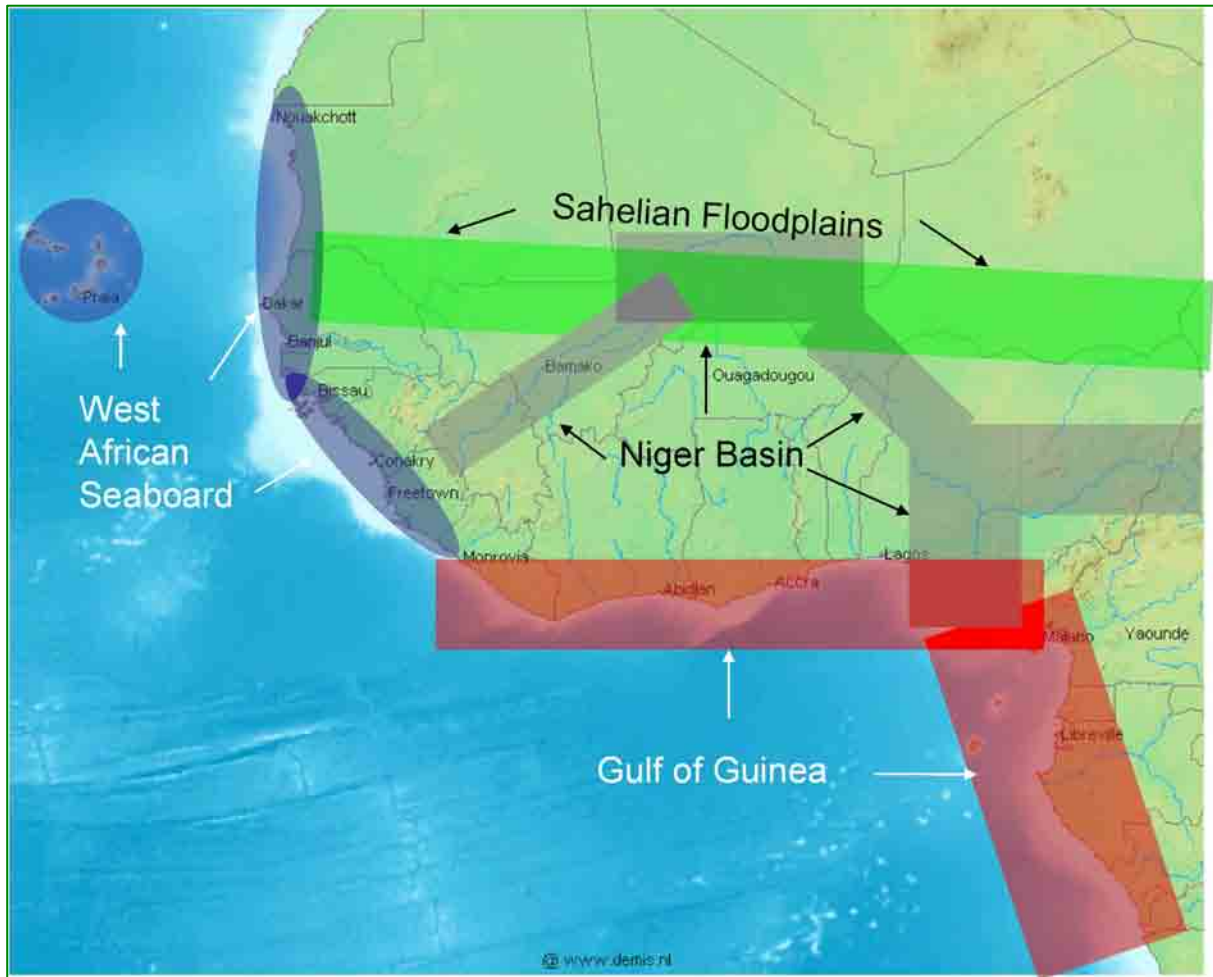 Nouakchott
Sahelian Floodplains
Praia
Dakar
Banjul
Bamako
Ouagadougou
Bissau
West
African
Seaboard
Niger Basin
Conakry
Freetown
Monrovia
Lagos
Abidjan
Accra
Malabo
Yaounde
Libreville
Gulf of Guinea
@ www.demis.nl